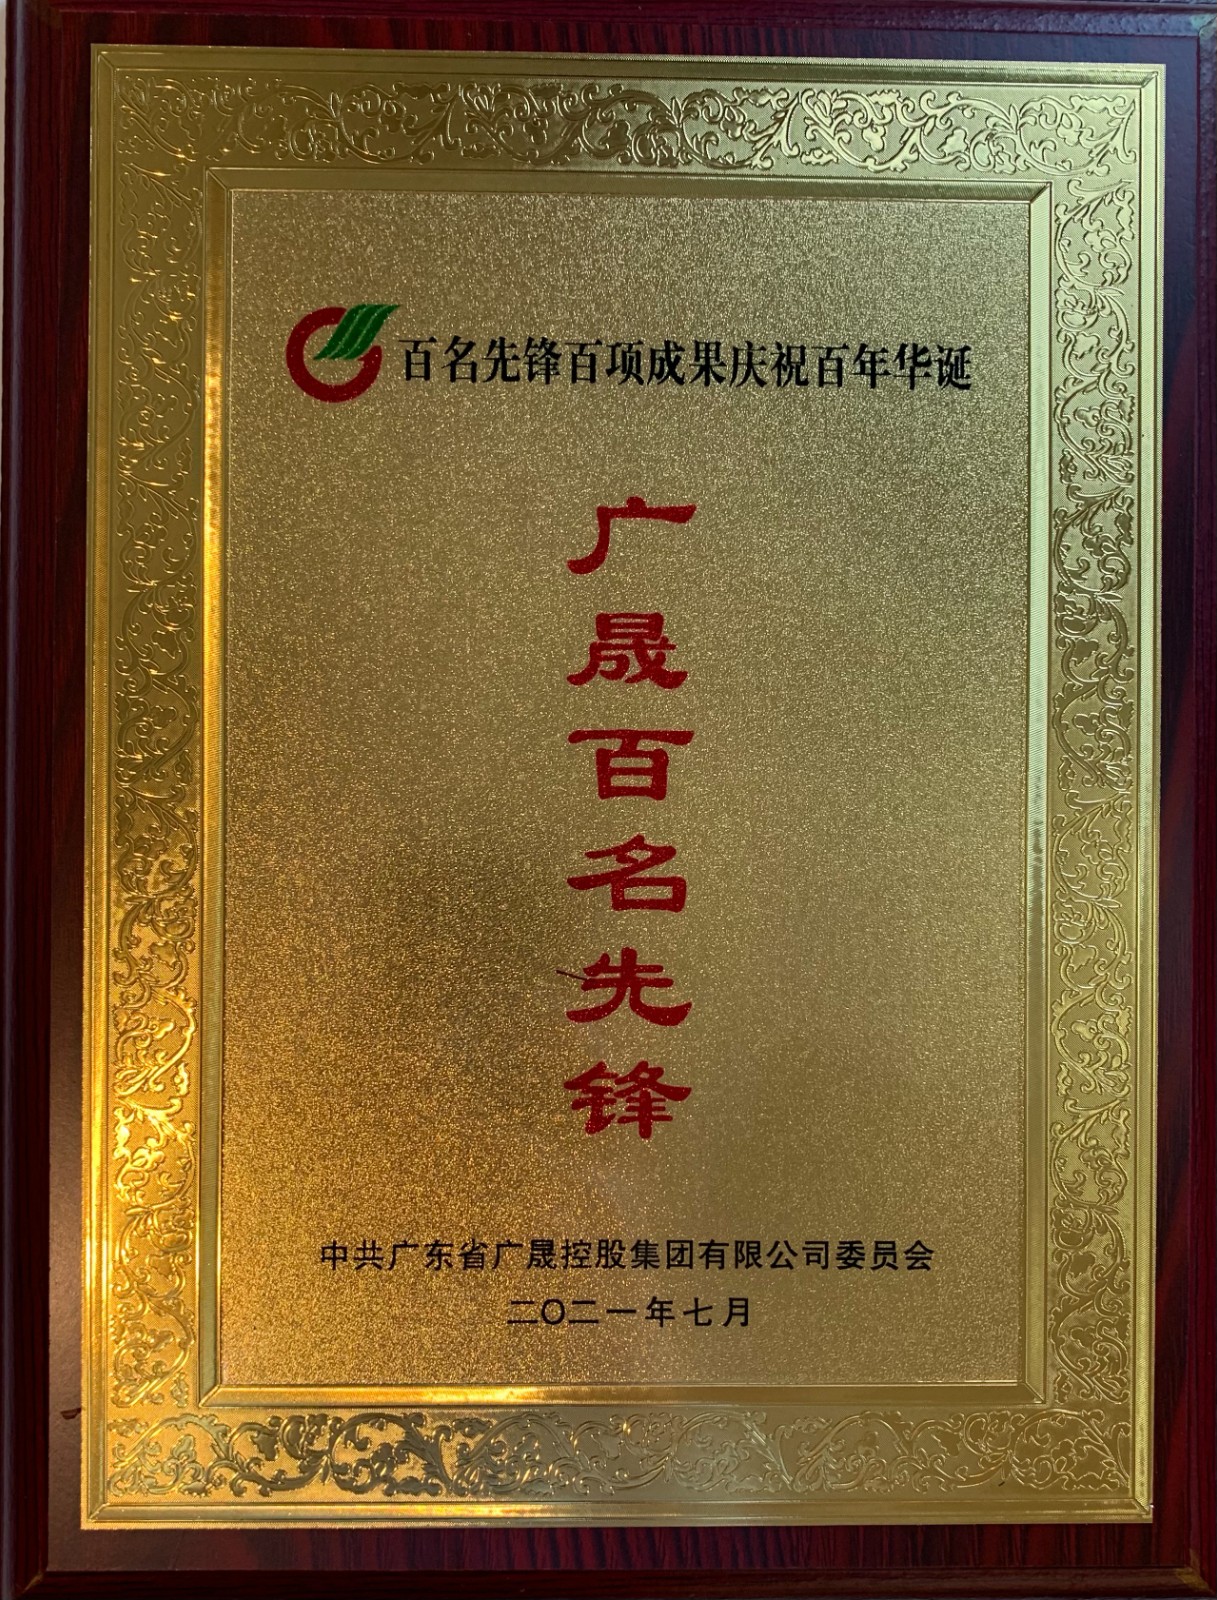 百名先锋百项成果庆祝百年华诞
广晟百名先锋
中共广东省广晟控股集团有限公司委员会
二〇二一年七月